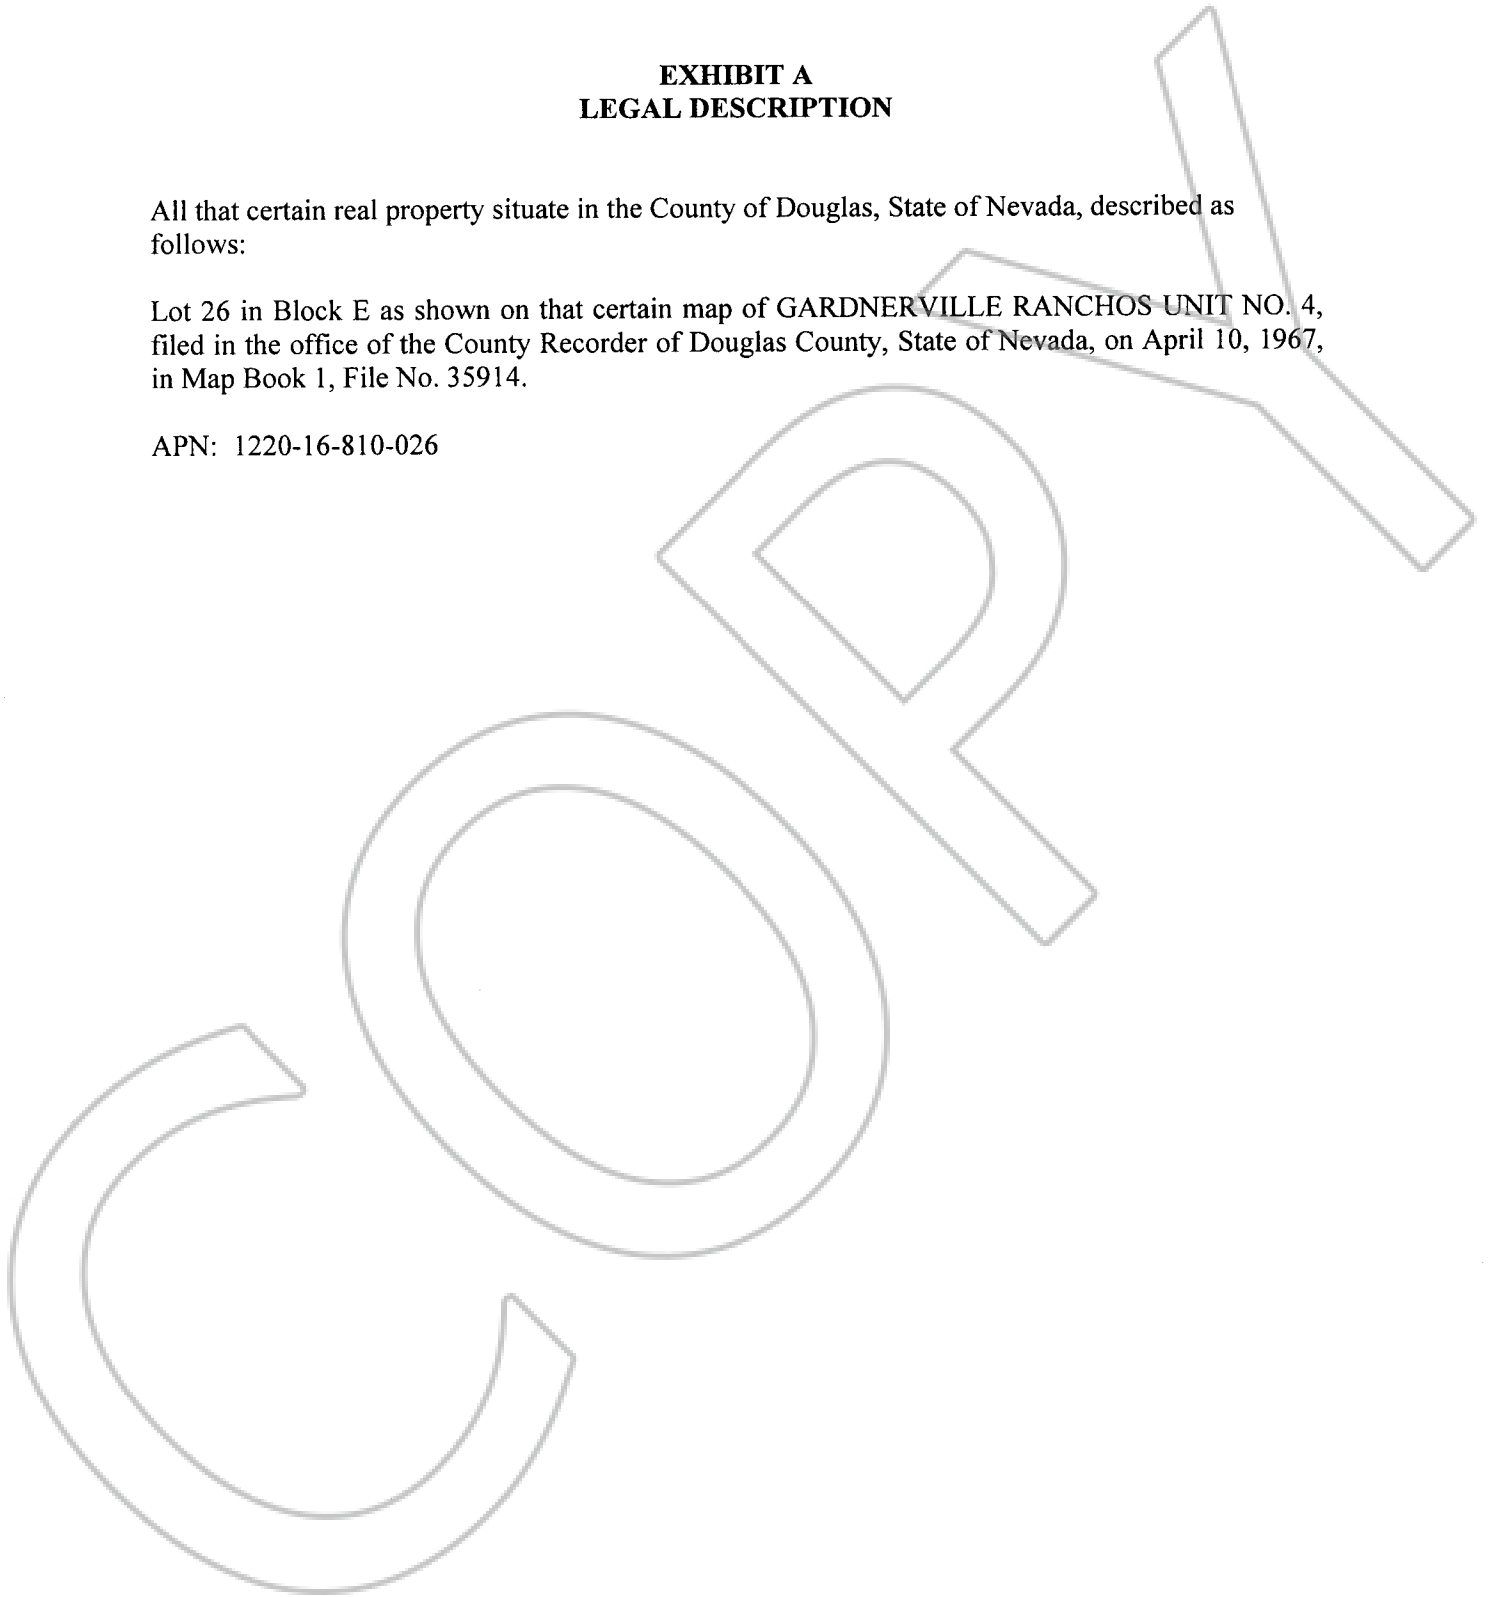 EXHIBIT A
LEGAL DESCRIPTION
All that certain real property situate in the County of Douglas, State of Nevada, described as
follows:
Lot 26 in Block E as shown on that certain map of GARDNERVILLE RANCHOS UNIT NO. 4,
filed in the office of the County Recorder of Douglas County, State of Nevada, on April 10, 1967,
in Map Book 1, File No. 35914.
APN: 1220-16-810-026
COPY